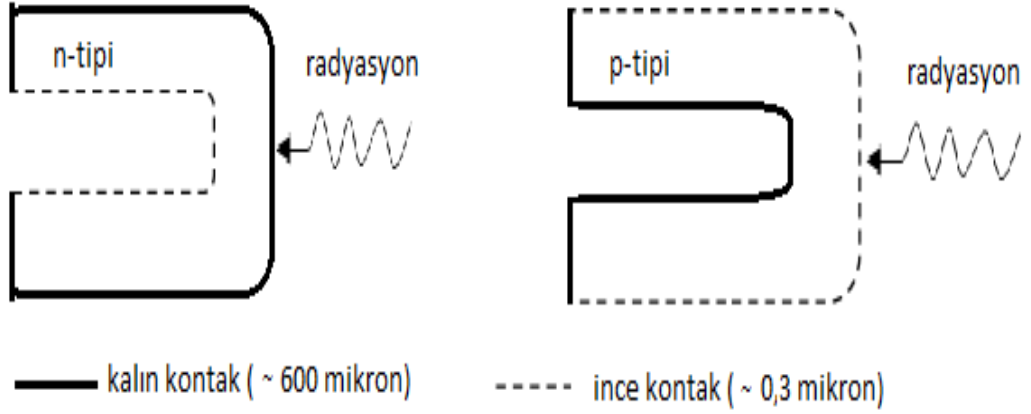 n-tipi
radyasyon
p-tipi
radyasyon
kalın kontak ( ~ 600 mikron)
ince kontak ( ~ 0,3 mikron)